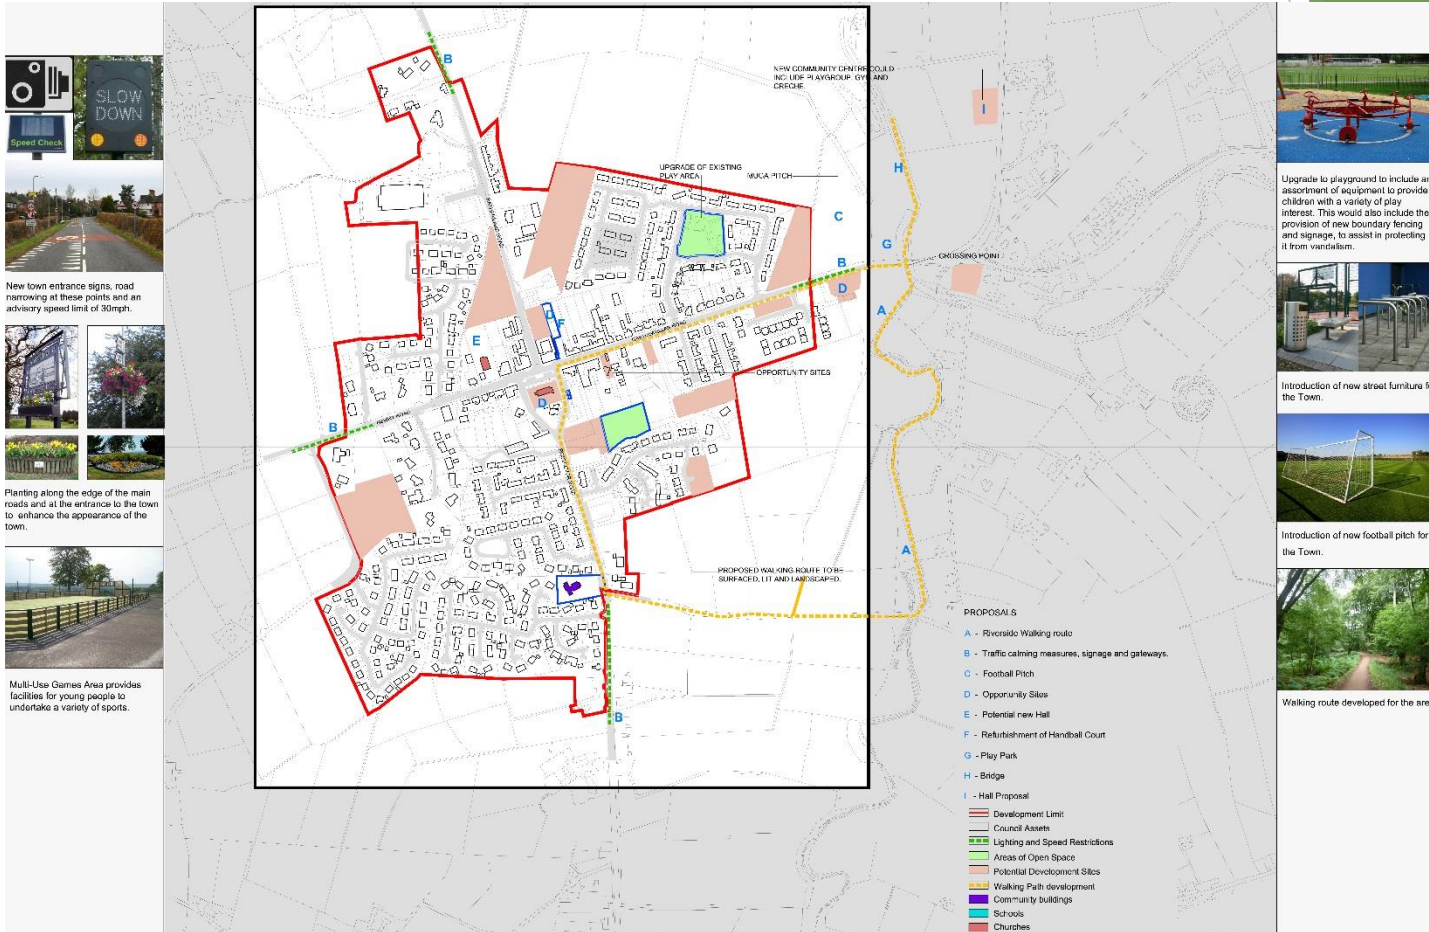 SLOW
DOWN
Speed Check
New town entrance signs, road
narrowing at these points and an
advisory speed limit of 30mph.
Planting along the edge of the main
roads and at the entrance to the town
to enhance the appearance of the
town.
Multi-Use Games Area provides
facilities for young people to
undertake a variety of sports.
B
NEW COMMUNITY CENTRE COULD
INCLUDE PLAYGROUP, GYM AND
CRECHE.
I
UPGRADE OF EXISTING
PLAY AREA
MUGA PITCH
H
C
G
B
CROSSING POINT
D
A
D
F
E
OPPORTUNITY SITES
D
B
A
PROPOSED WALKING ROUTE TO BE
SURFACED, LIT AND LANDSCAPED.
B
PROPOSALS
A - Riverside Walking route
B - Traffic calming measures, signage and gateways.
C - Football Pitch
D - Opportunity Sites
E - Potential new Hall
F - Refurbishment of Handball Court
G - Play Park
H - Bridge
I - Hall Proposal
Development Limit
Council Assets
Lighting and Speed Restrictions
Areas of Open Space
Potential Development Sites
Walking Path development
Community buildings
Schools
Churches
Upgrade to playground to include an
assortment of equipment to provide
children with a variety of play
interest. This would also include the
provision of new boundary fencing
and signage, to assist in protecting
it from vandalism.
Introduction of new street furniture fo
the Town.
Introduction of new football pitch for
the Town.
Walking route developed for the are